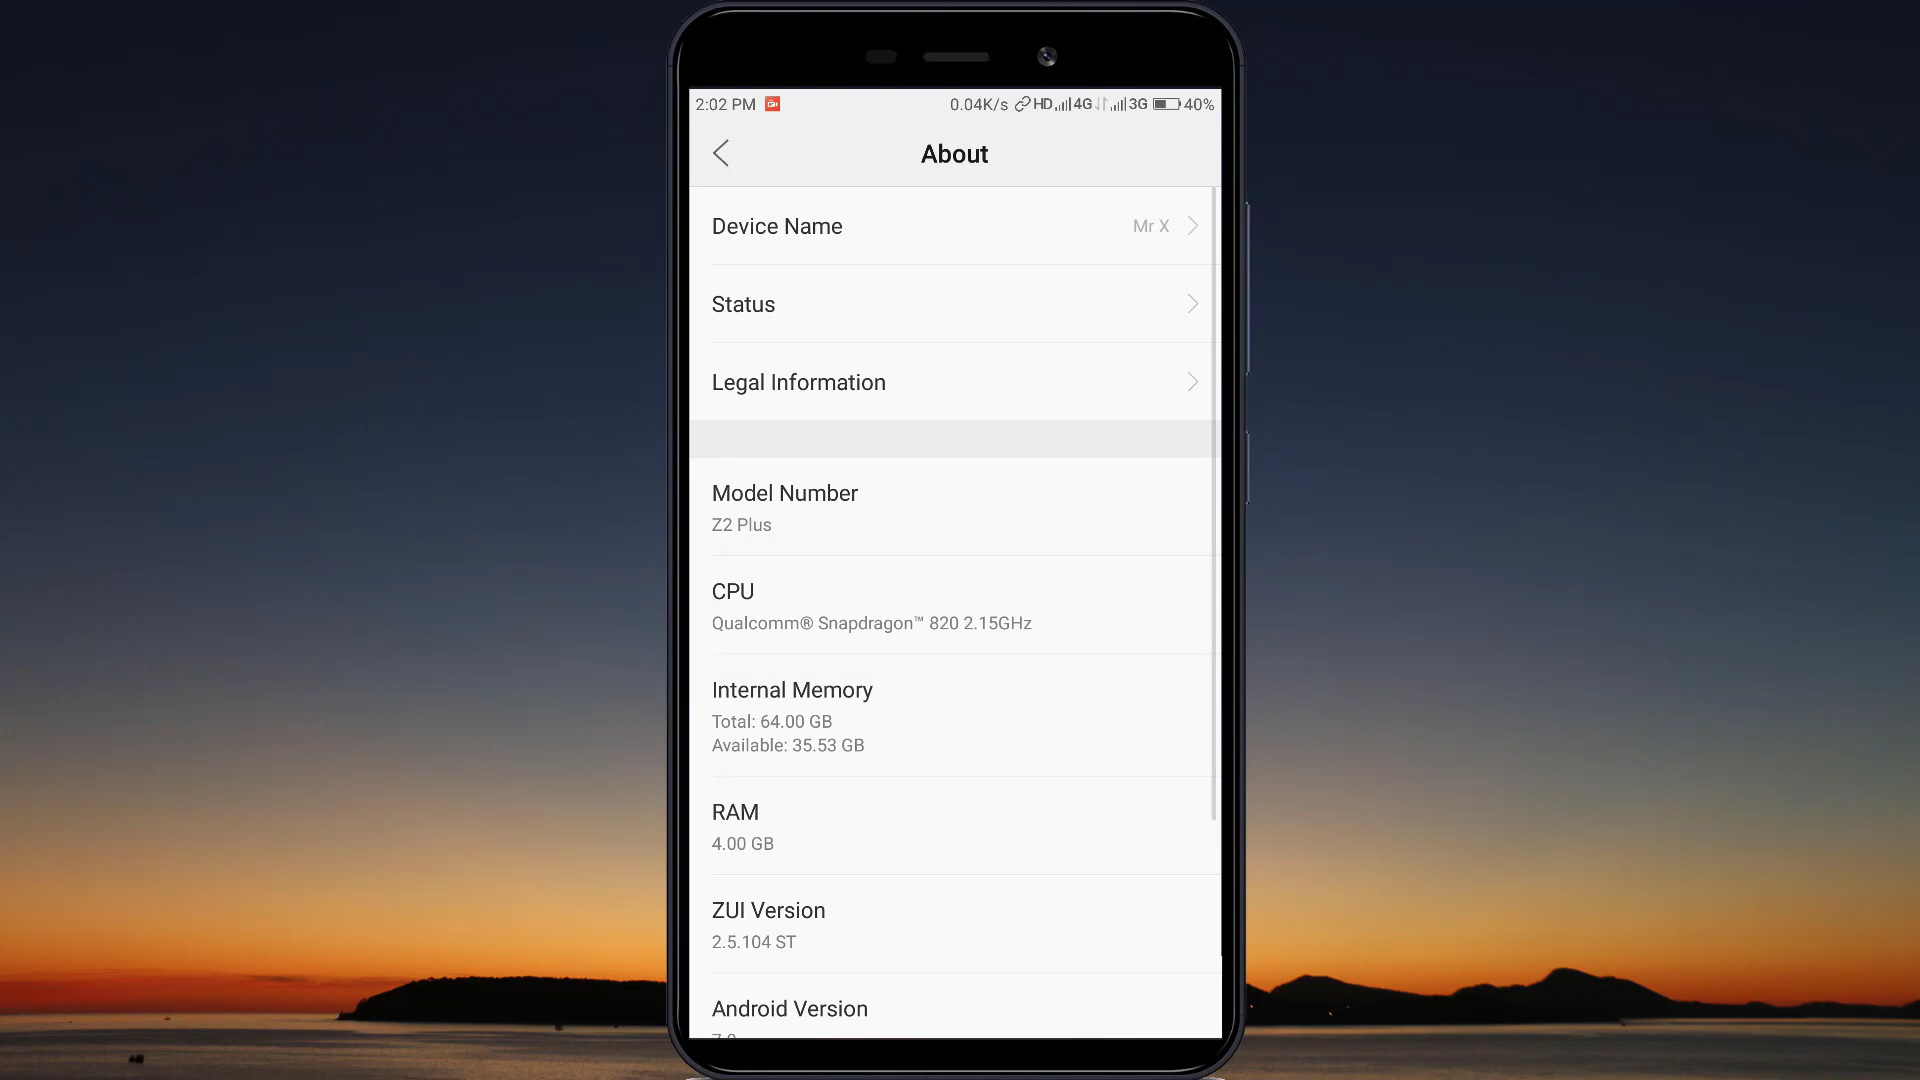 2:02 PM 0.04K/s HD 4G 3G 40%
About
Device Name Mr X
Status
Legal Information
Model Number
Z2 Plus
CPU
Qualcomm® Snapdragon™ 820 2.15GHz
Internal Memory
Total: 64.00 GB
Available: 35.53 GB
RAM
4.00 GB
ZUI Version
2.5.104 ST
Android Version